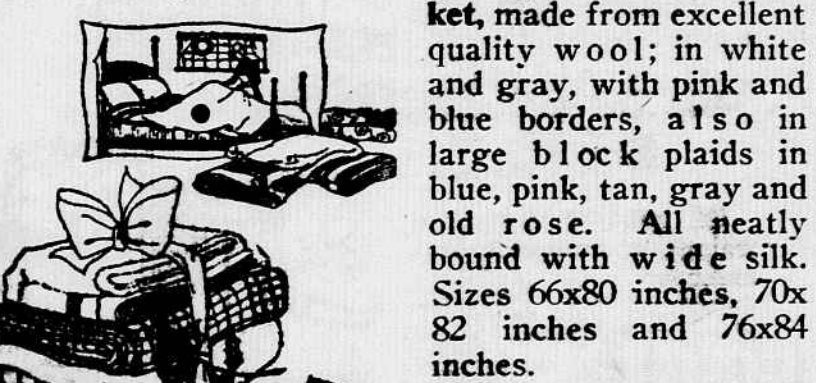 ket, made from excellent
quality wool; in white
and gray, with pink and
blue borders, also in
large block plaids in
blue, pink, tan, gray and
old rose. All neatly
bound with wide silk.
Sizes 66x80 inches, 70x
82 inches and 76x84
inches.